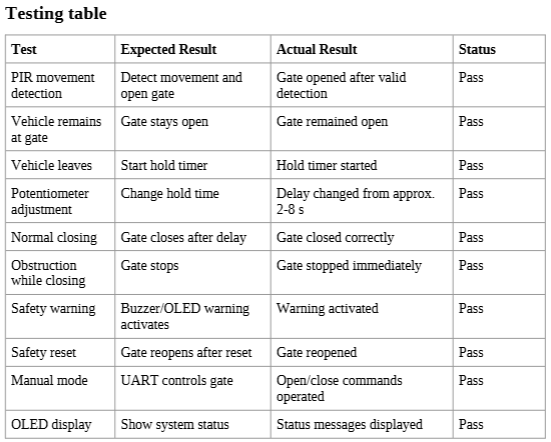 Testing table
Test Expected Result Actual Result Status
PIR movement detection Detect movement and open gate Gate opened after valid detection Pass
Vehicle remains at gate Gate stays open Gate remained open Pass
Vehicle leaves Start hold timer Hold timer started Pass
Potentiometer adjustment Change hold time Delay changed from approx. 2-8 s Pass
Normal closing Gate closes after delay Gate closed correctly Pass
Obstruction while closing Gate stops Gate stopped immediately Pass
Safety warning Buzzer/OLED warning activates Warning activated Pass
Safety reset Gate reopens after reset Gate reopened Pass
Manual mode UART controls gate Open/close commands operated Pass
OLED display Show system status Status messages displayed Pass